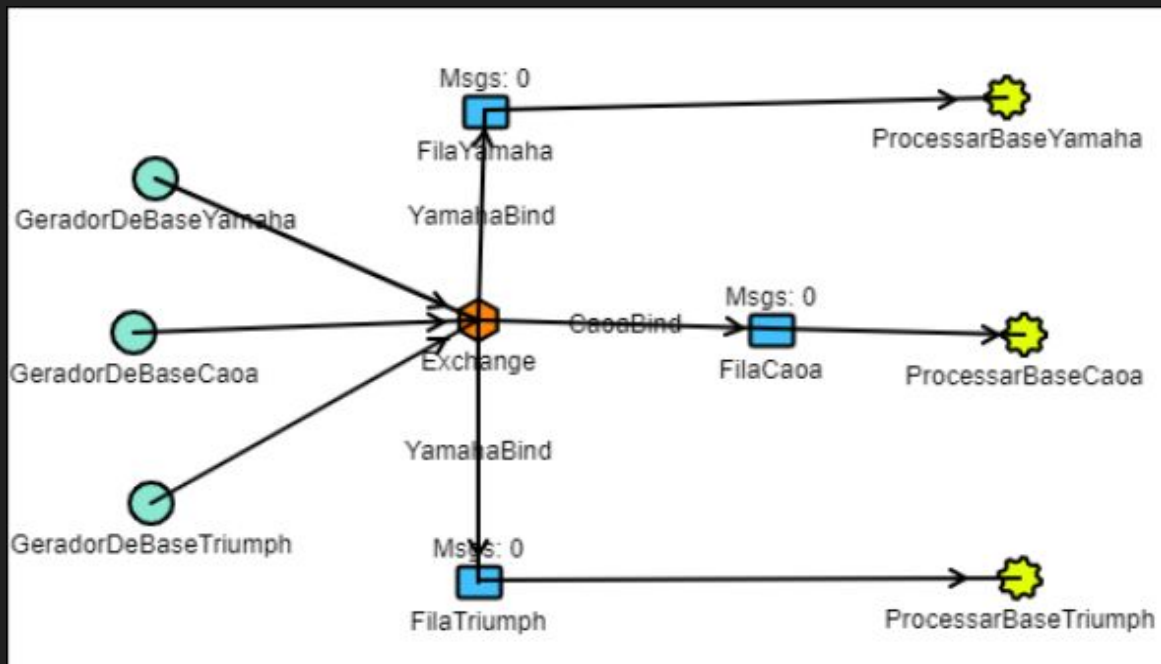 Msgs: 0
FilaYamaha
ProcessarBaseYamaha
GeradorDeBaseYamaha
YamahaBind
Msgs: 0
CaoaBind
Exchange
FilaCaoa
ProcessarBaseCaoa
GeradorDeBaseCaoa
YamahaBind
GeradorDeBaseTriumph
Msgs: 0
FilaTriumph
ProcessarBaseTriumph